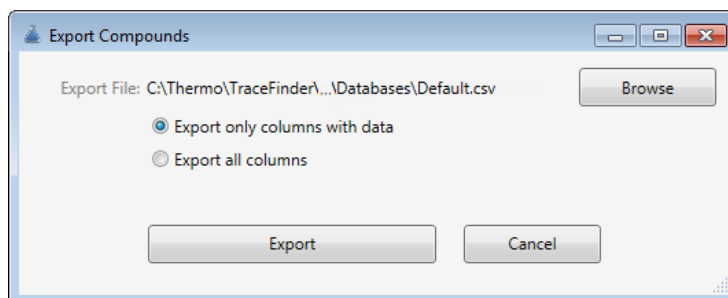 Export Compounds
Export File: C:\Thermo\TraceFinder\...\Databases\Default.csv Browse
Export only columns with data
Export all columns
Export Cancel